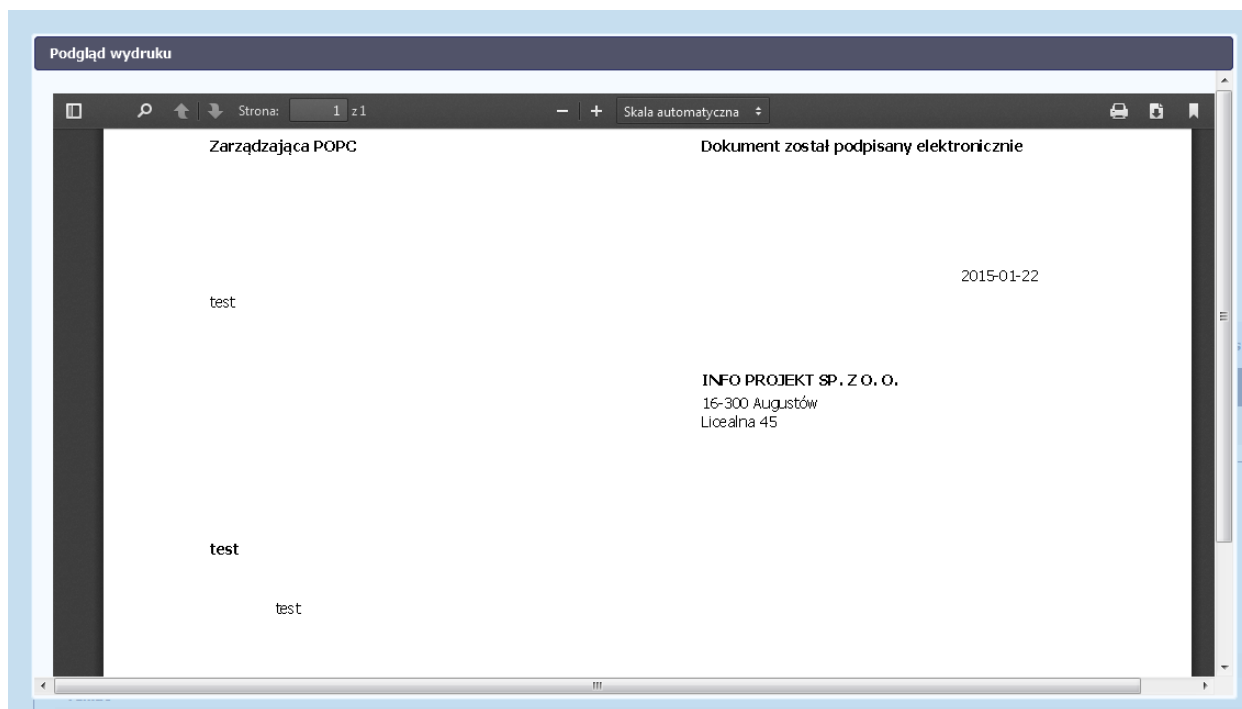 Podgląd wydruku
Strona: 1 z 1
Skala automatyczna
Zarządzająca POPC
Dokument został podpisany elektronicznie
2015-01-22
test
INFO PROJEKT SP. Z O. O.
16-300 Augustów
Licealna 45
test
test